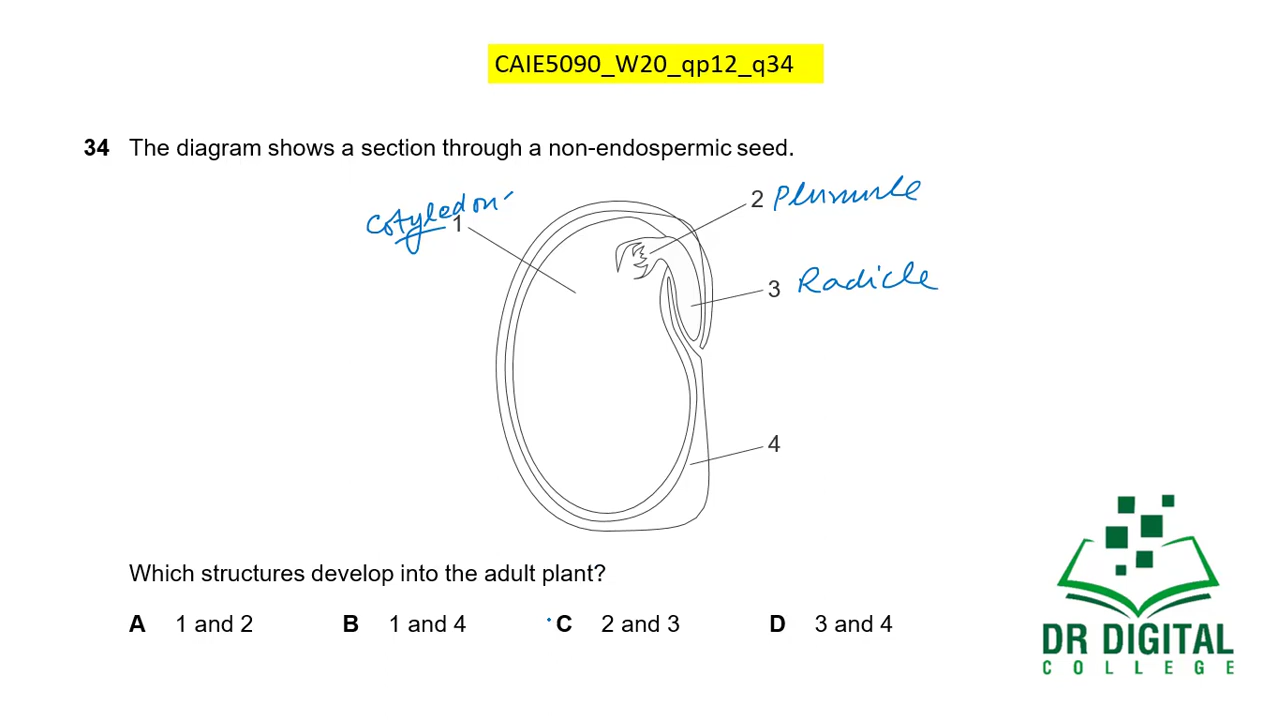 CAIE5090_W20_qp12_q34
34 The diagram shows a section through a non-endospermic seed.
Cotyledon 1
2 Plumule
3 Radicle
4
Which structures develop into the adult plant?
A 1 and 2 B 1 and 4 C 2 and 3 D 3 and 4
DR DIGITAL
COLLEGE